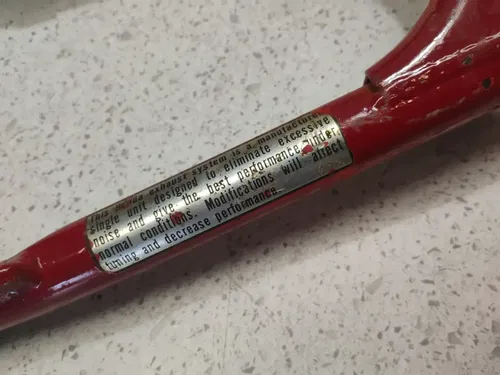 This Honda exhaust system is a manufacture
single unit designed to eliminate excessive
noise and give the best performance under
normal conditions. Modifications will affect
tuning and decrease performance.